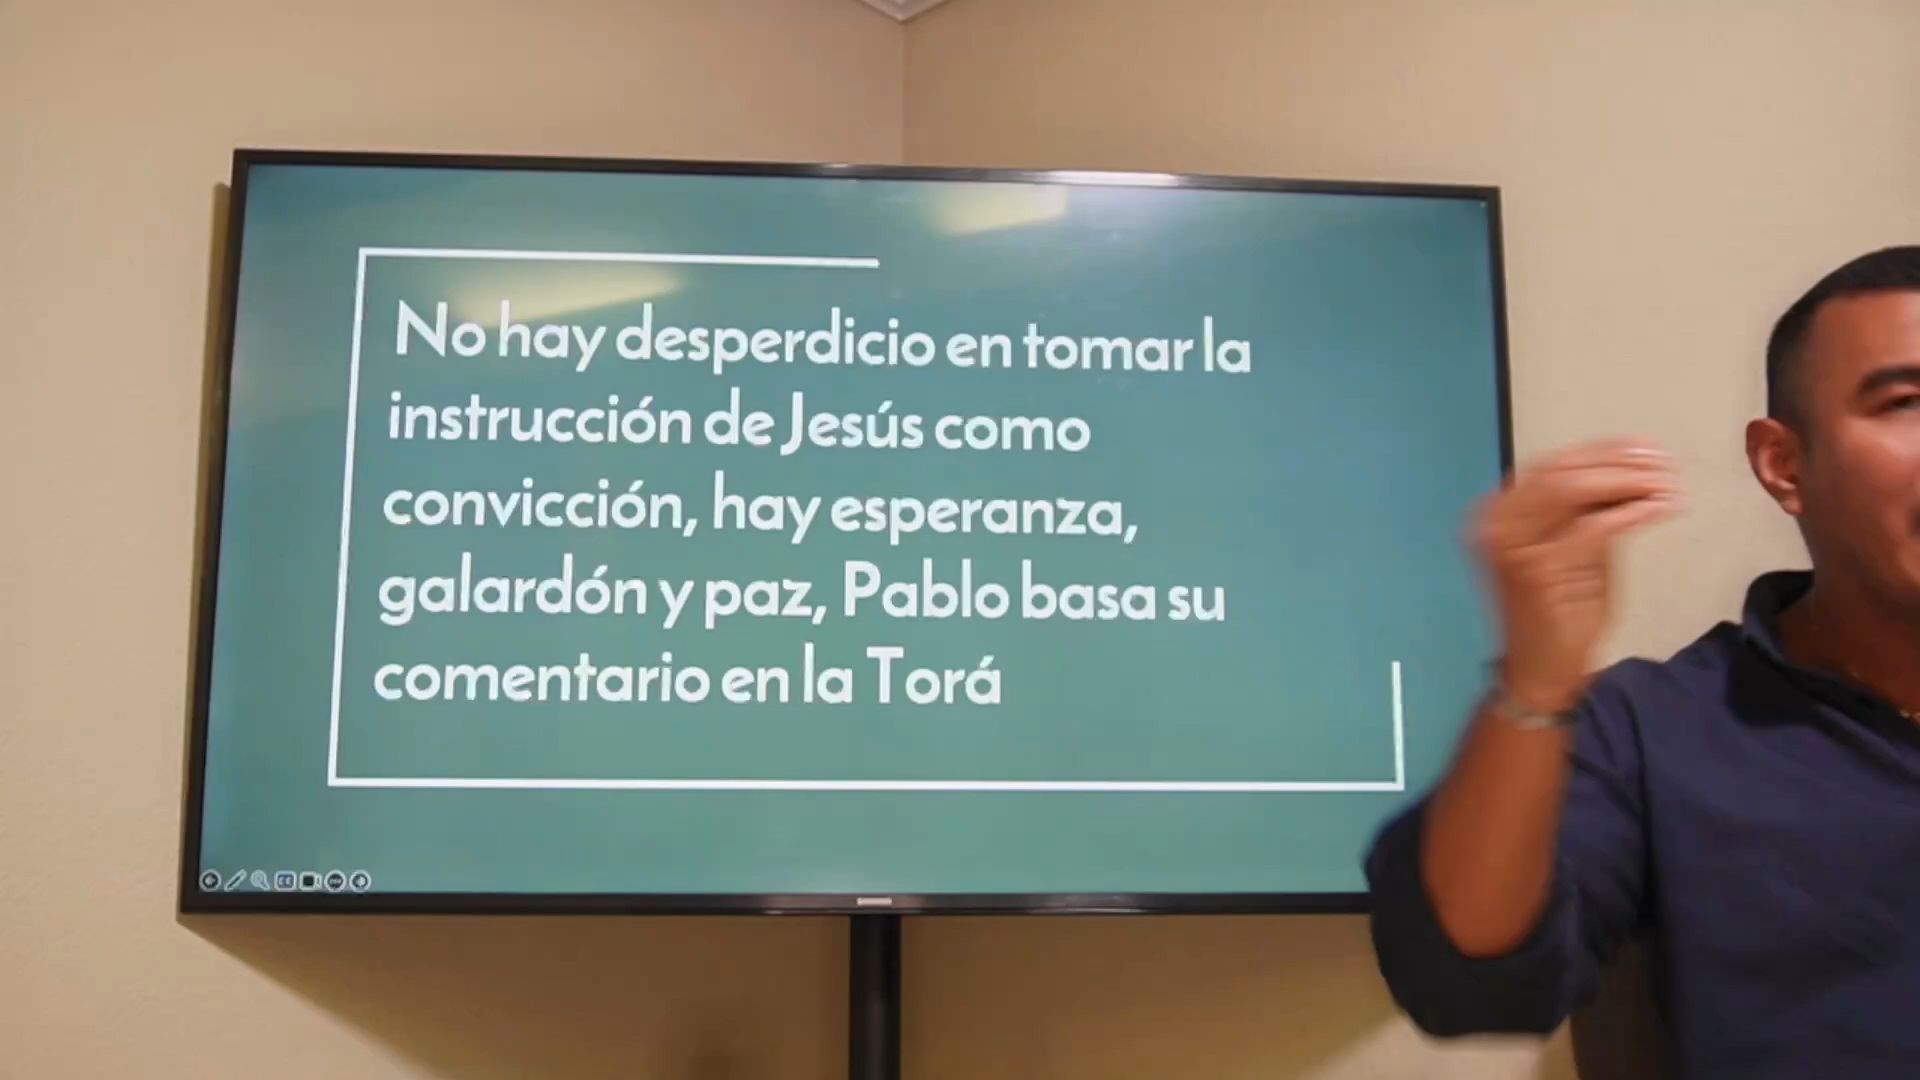 No hay desperdicio en tomar la
instrucción de Jesús como
convicción, hay esperanza,
galardón y paz, Pablo basa su
comentario en la Torá